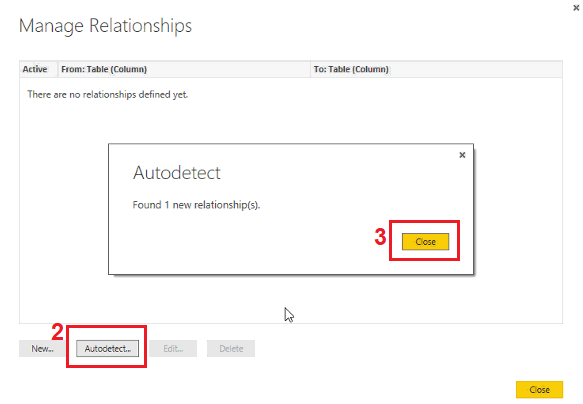 Manage Relationships
Active From: Table (Column) To: Table (Column)
There are no relationships defined yet.
Autodetect
Found 1 new relationship(s).
3 Close
2
New... Autodetect... Edit... Delete
Close